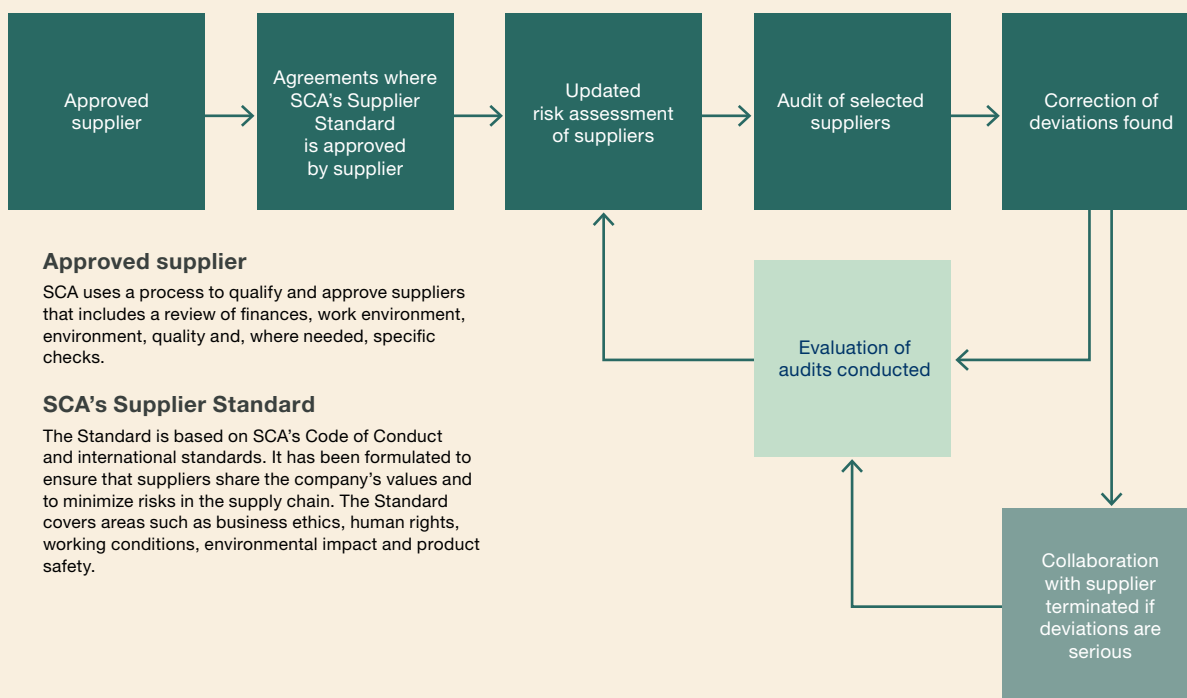 Approved
supplier
Agreements where
SCA’s Supplier
Standard
is approved
by supplier
Updated
risk assessment
of suppliers
Audit of selected
suppliers
Correction of
deviations found
Approved supplier
SCA uses a process to qualify and approve suppliers
that includes a review of finances, work environment,
environment, quality and, where needed, specific
checks.
SCA’s Supplier Standard
The Standard is based on SCA’s Code of Conduct
and international standards. It has been formulated to
ensure that suppliers share the company’s values and
to minimize risks in the supply chain. The Standard
covers areas such as business ethics, human rights,
working conditions, environmental impact and product
safety.
Evaluation of
audits conducted
Collaboration
with supplier
terminated if
deviations are
serious